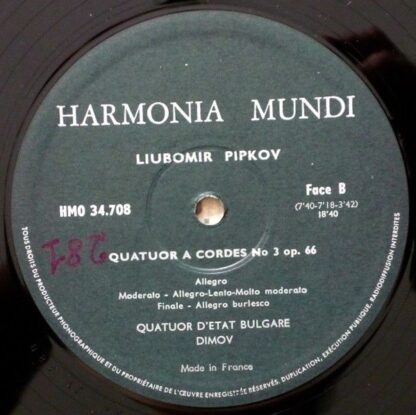 HARMONIA MUNDI
LIUBOMIR PIPKOV
HMO 34.708
Face B
(7'40-7'18-3'42)
18'40
281
QUATUOR A CORDES No 3 op. 66
Allegro
Moderato - Allegro-Lento-Molto moderata
Finale - Allegro burlesco
QUATUOR D'ETAT BULGARE
DIMOV
Made in France
TOUS DROITS DU PRODUCTEUR PHONOGRAPHIQUE ET DU PROPRIÉTAIRE DE L'ŒUVRE ENREGISTRÉE RÉSERVÉS. DUPLICATION, EXÉCUTION PUBLIQUE, RADIODIFFUSION INTERDITES